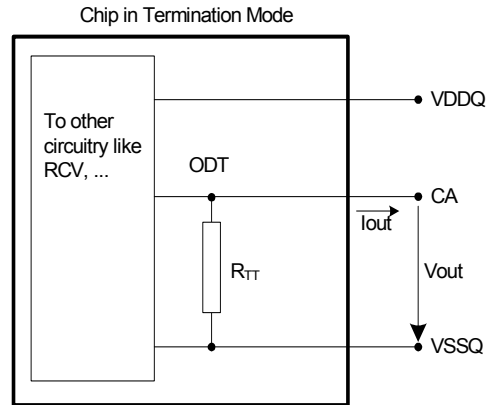 Chip in Termination Mode
VDDQ
To other
circuitry like
RCV, ...
ODT
CA
Iout
RTT
Vout
VSSQ